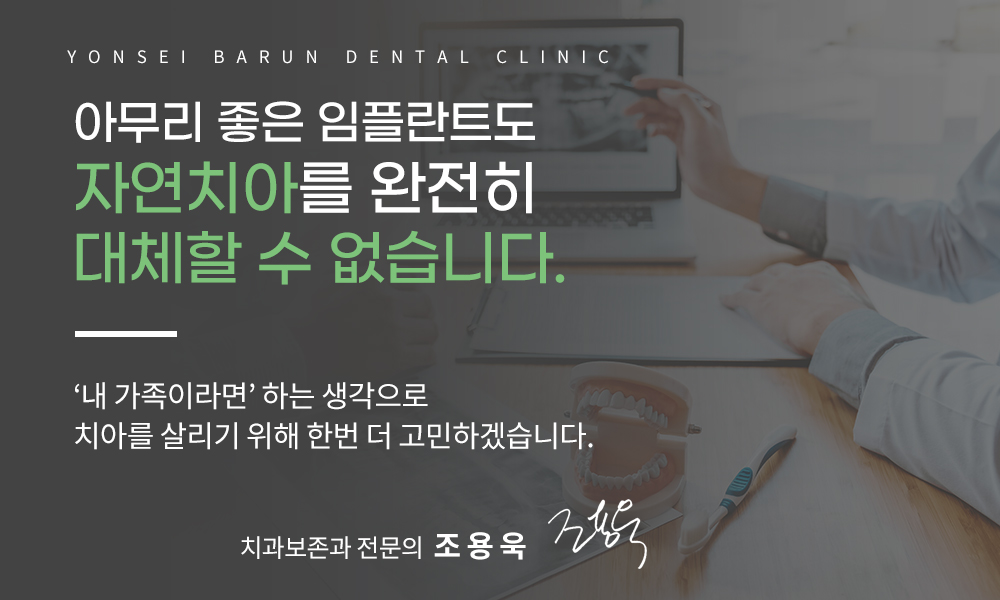 YONSEI BARUN DENTAL CLINIC
아무리 좋은 임플란트도
자연치아를 완전히
대체할 수 없습니다.
‘내 가족이라면’ 하는 생각으로
치아를 살리기 위해 한번 더 고민하겠습니다.
치과보존과 전문의 조용욱 조용욱